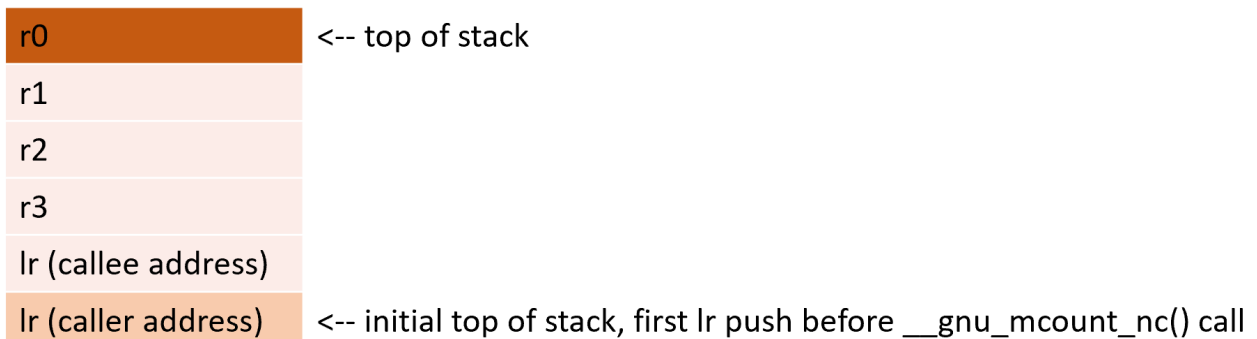 r0 <-- top of stack
r1
r2
r3
lr (callee address)
lr (caller address) <-- initial top of stack, first lr push before __gnu_mcount_nc() call